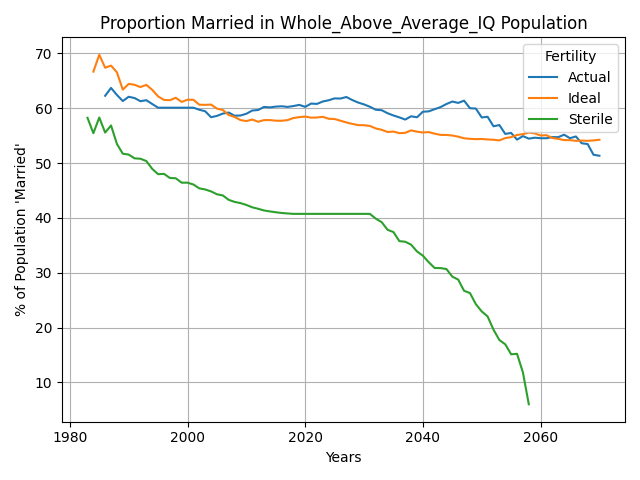 Proportion Married in Whole_Above_Average_IQ Population
% of Population 'Married'
70
60
50
40
30
20
10
Fertility
Actual
Ideal
Sterile
1980
2000
2020
2040
2060
Years